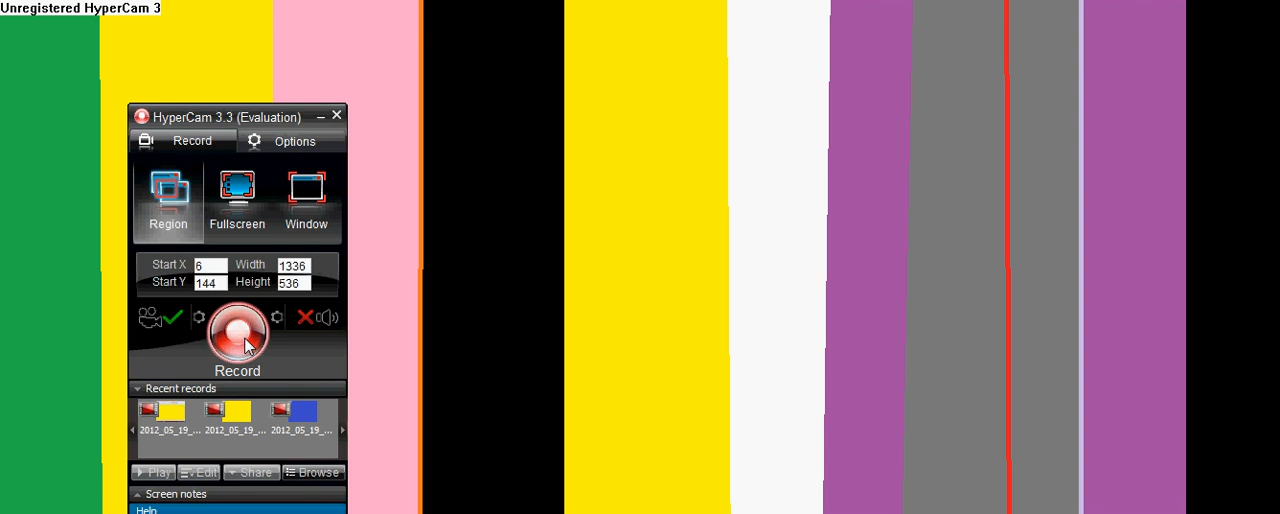 Unregistered HyperCam 3
HyperCam 3.3 (Evaluation)
Record Options
Region Fullscreen Window
Start X 6 Width 1336
Start Y 144 Height 536
Record
Recent records
2012_05_19_... 2012_05_19_... 2012_05_19_...
Play Edit Share Browse
Screen notes
Help